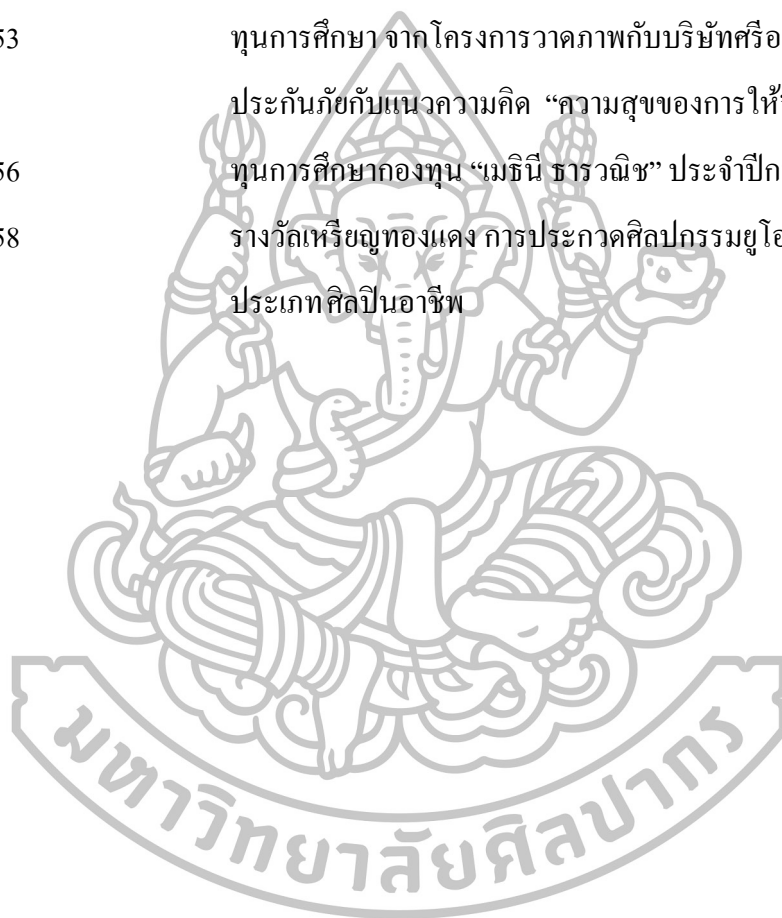 53 ทุนการศึกษา จากโครงการวาดภาพกับบริษัทศรีอ
ประกันภัยกับแนวความคิด “ความสุขของการให้”
56 ทุนการศึกษากองทุน “เมธินี ธารวณิช” ประจำปีก
58 รางวัลเหรียญทองแดง การประกวดศิลปกรรมยูโอ
ประเภทศิลปินอาชีพ
มหาวิทยาลัยศิลปากร